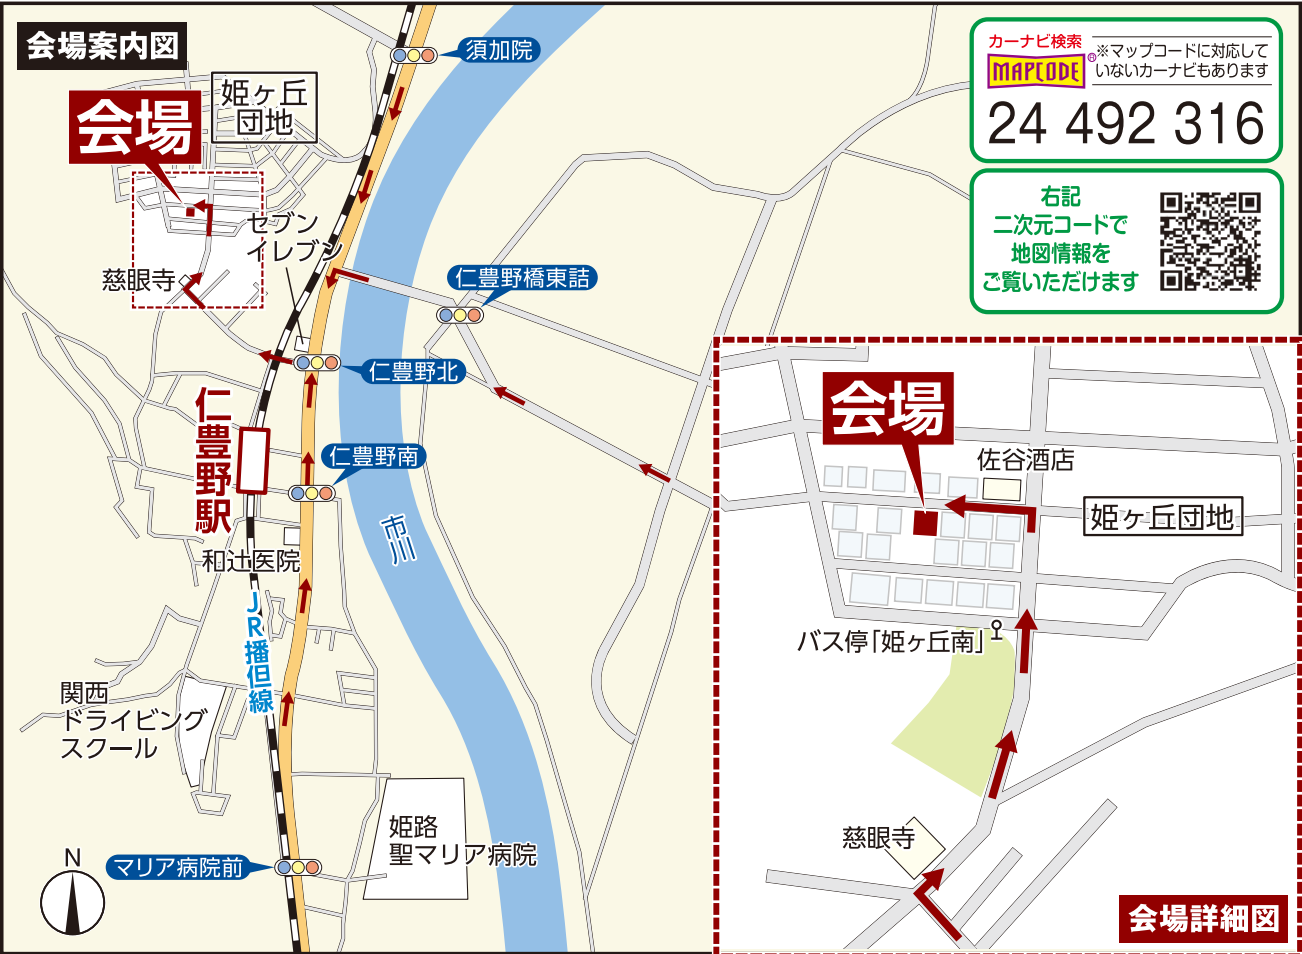 会場案内図
会場
姫ヶ丘
団地
セブン
イレブン
慈眼寺
須加院
仁豊野橋東詰
仁豊野北
仁豊野南
仁豊野駅
和辻医院
市川
JR播但線
関西
ドライビング
スクール
姫路
聖マリア病院
マリア病院前
N
カーナビ検索
MAPCODE®
※マップコードに対応して
いないカーナビもあります
24 492 316
右記
二次元コードで
地図情報を
ご覧いただけます
会場
佐谷酒店
姫ヶ丘団地
バス停「姫ヶ丘南」
慈眼寺
会場詳細図